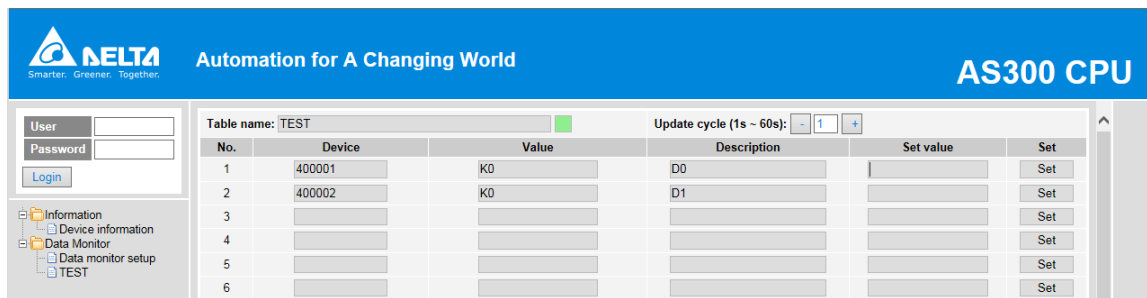 DELTA
Smarter. Greener. Together.
Automation for A Changing World
AS300 CPU
User
Password
Login
Information
Device information
Data Monitor
Data monitor setup
TEST
Table name: TEST Update cycle (1s ~ 60s): - 1 +
No. Device Value Description Set value Set
1 400001 K0 D0 Set
2 400002 K0 D1 Set
3 Set
4 Set
5 Set
6 Set